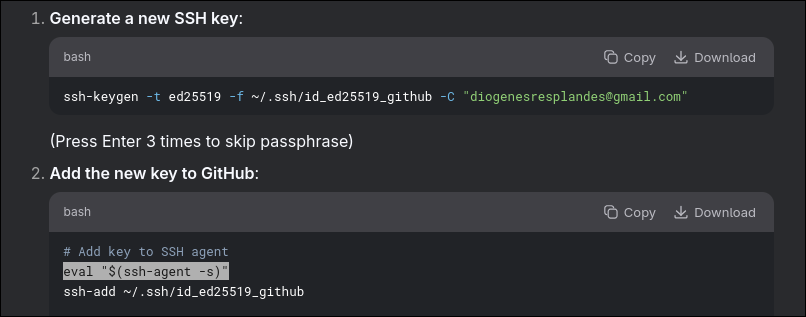 1. Generate a new SSH key:
bash Copy Download
ssh-keygen -t ed25519 -f ~/.ssh/id_ed25519_github -C "diogenesresplandes@gmail.com"
(Press Enter 3 times to skip passphrase)
2. Add the new key to GitHub:
bash Copy Download
# Add key to SSH agent
eval "$(ssh-agent -s)"
ssh-add ~/.ssh/id_ed25519_github